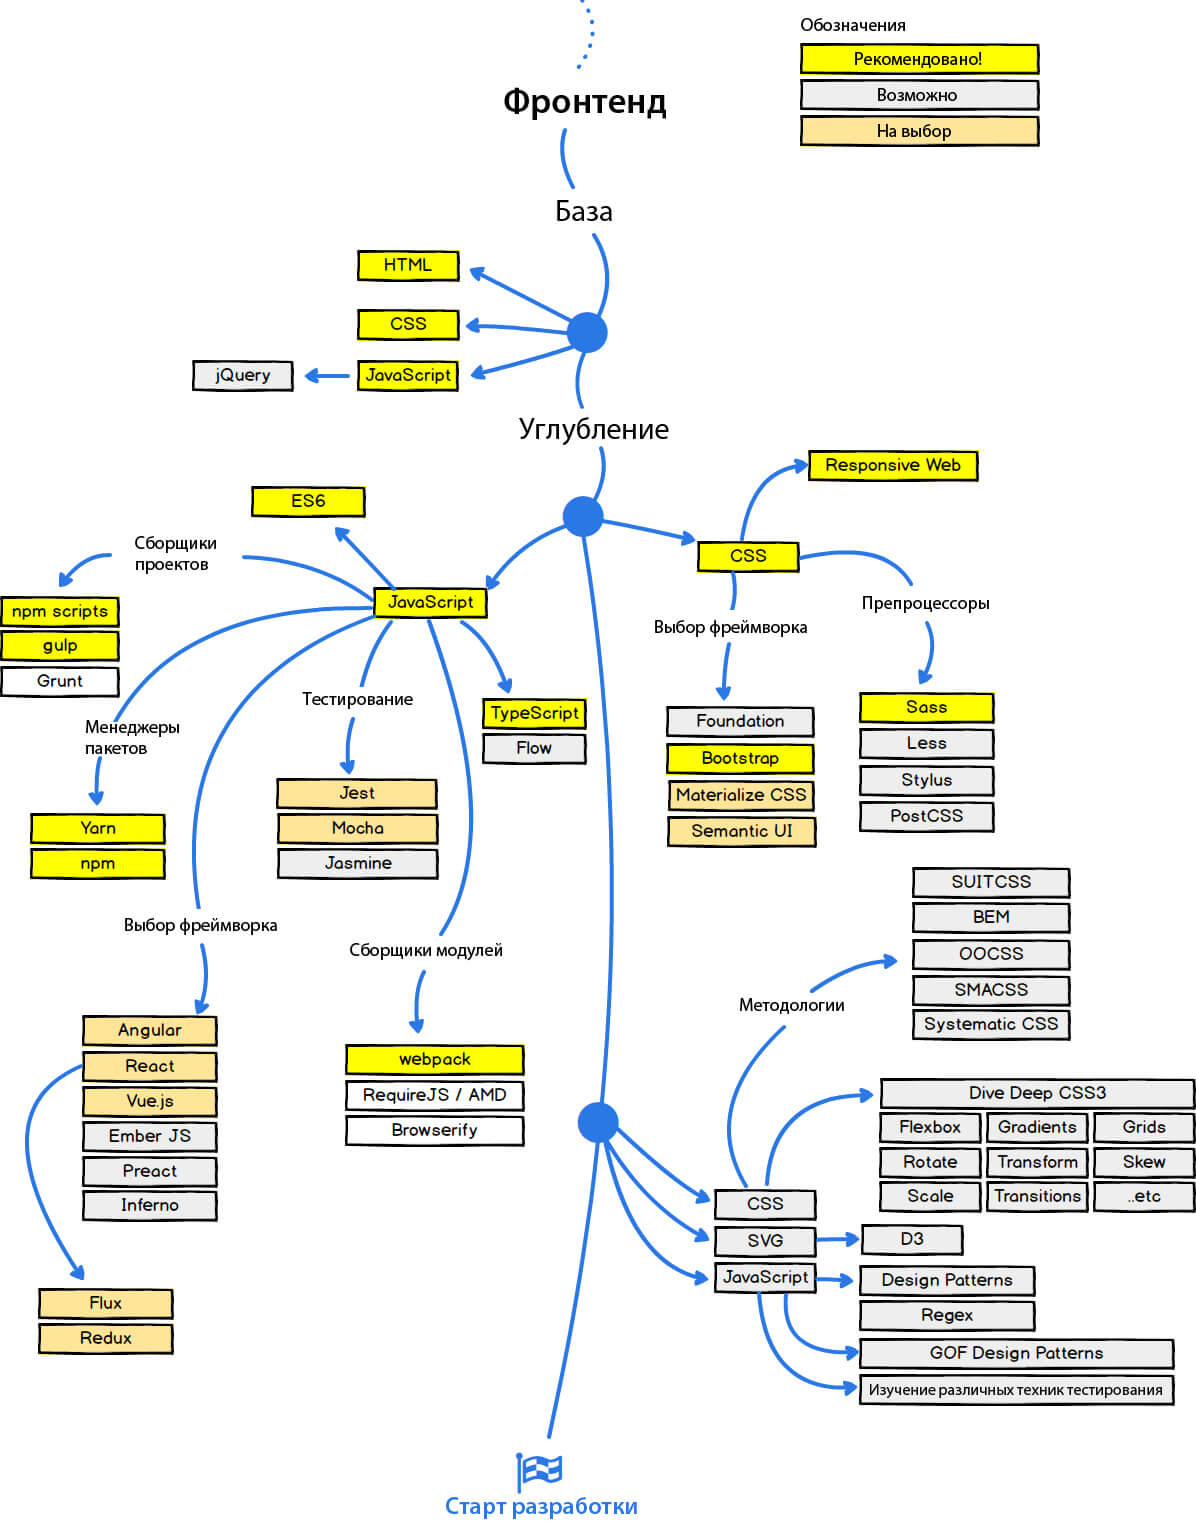 Обозначения
Рекомендовано!
Возможно
На выбор
Фронтенд
База
HTML
CSS
JavaScript
jQuery
Углубление
Responsive Web
ES6
CSS
Сборщики
проектов
JavaScript
npm scripts
gulp
Grunt
Препроцессоры
Выбор фреймворка
Тестирование
Менеджеры
пакетов
TypeScript
Flow
Foundation
Bootstrap
Materialize CSS
Semantic UI
Sass
Less
Stylus
PostCSS
Jest
Mocha
Jasmine
Yarn
npm
Выбор фреймворка
Сборщики модулей
SUITCSS
BEM
OOCSS
SMACSS
Systematic CSS
Методологии
Angular
React
Vue.js
Ember JS
Preact
Inferno
webpack
RequireJS / AMD
Browserify
Dive Deep CSS3
Flexbox Gradients Grids
Rotate Transform Skew
Scale Transitions ..etc
CSS
SVG
JavaScript
D3
Design Patterns
Regex
GOF Design Patterns
Изучение различных техник тестирования
Flux
Redux
Старт разработки